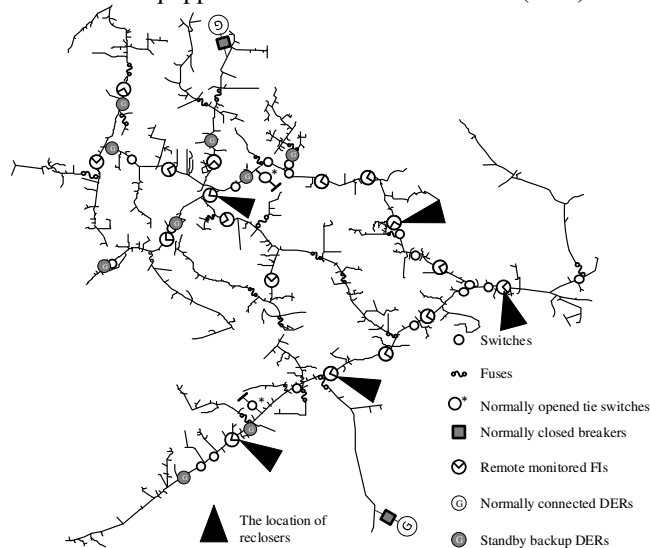 G
*
G
G
G
G
G
G
G
Switches
Fuses
*
Normally opened tie switches
*
G
Normally closed breakers
Remote monitored FIs
G
G
Normally connected DERs
The location of
reclosers
G
G
Standby backup DERs